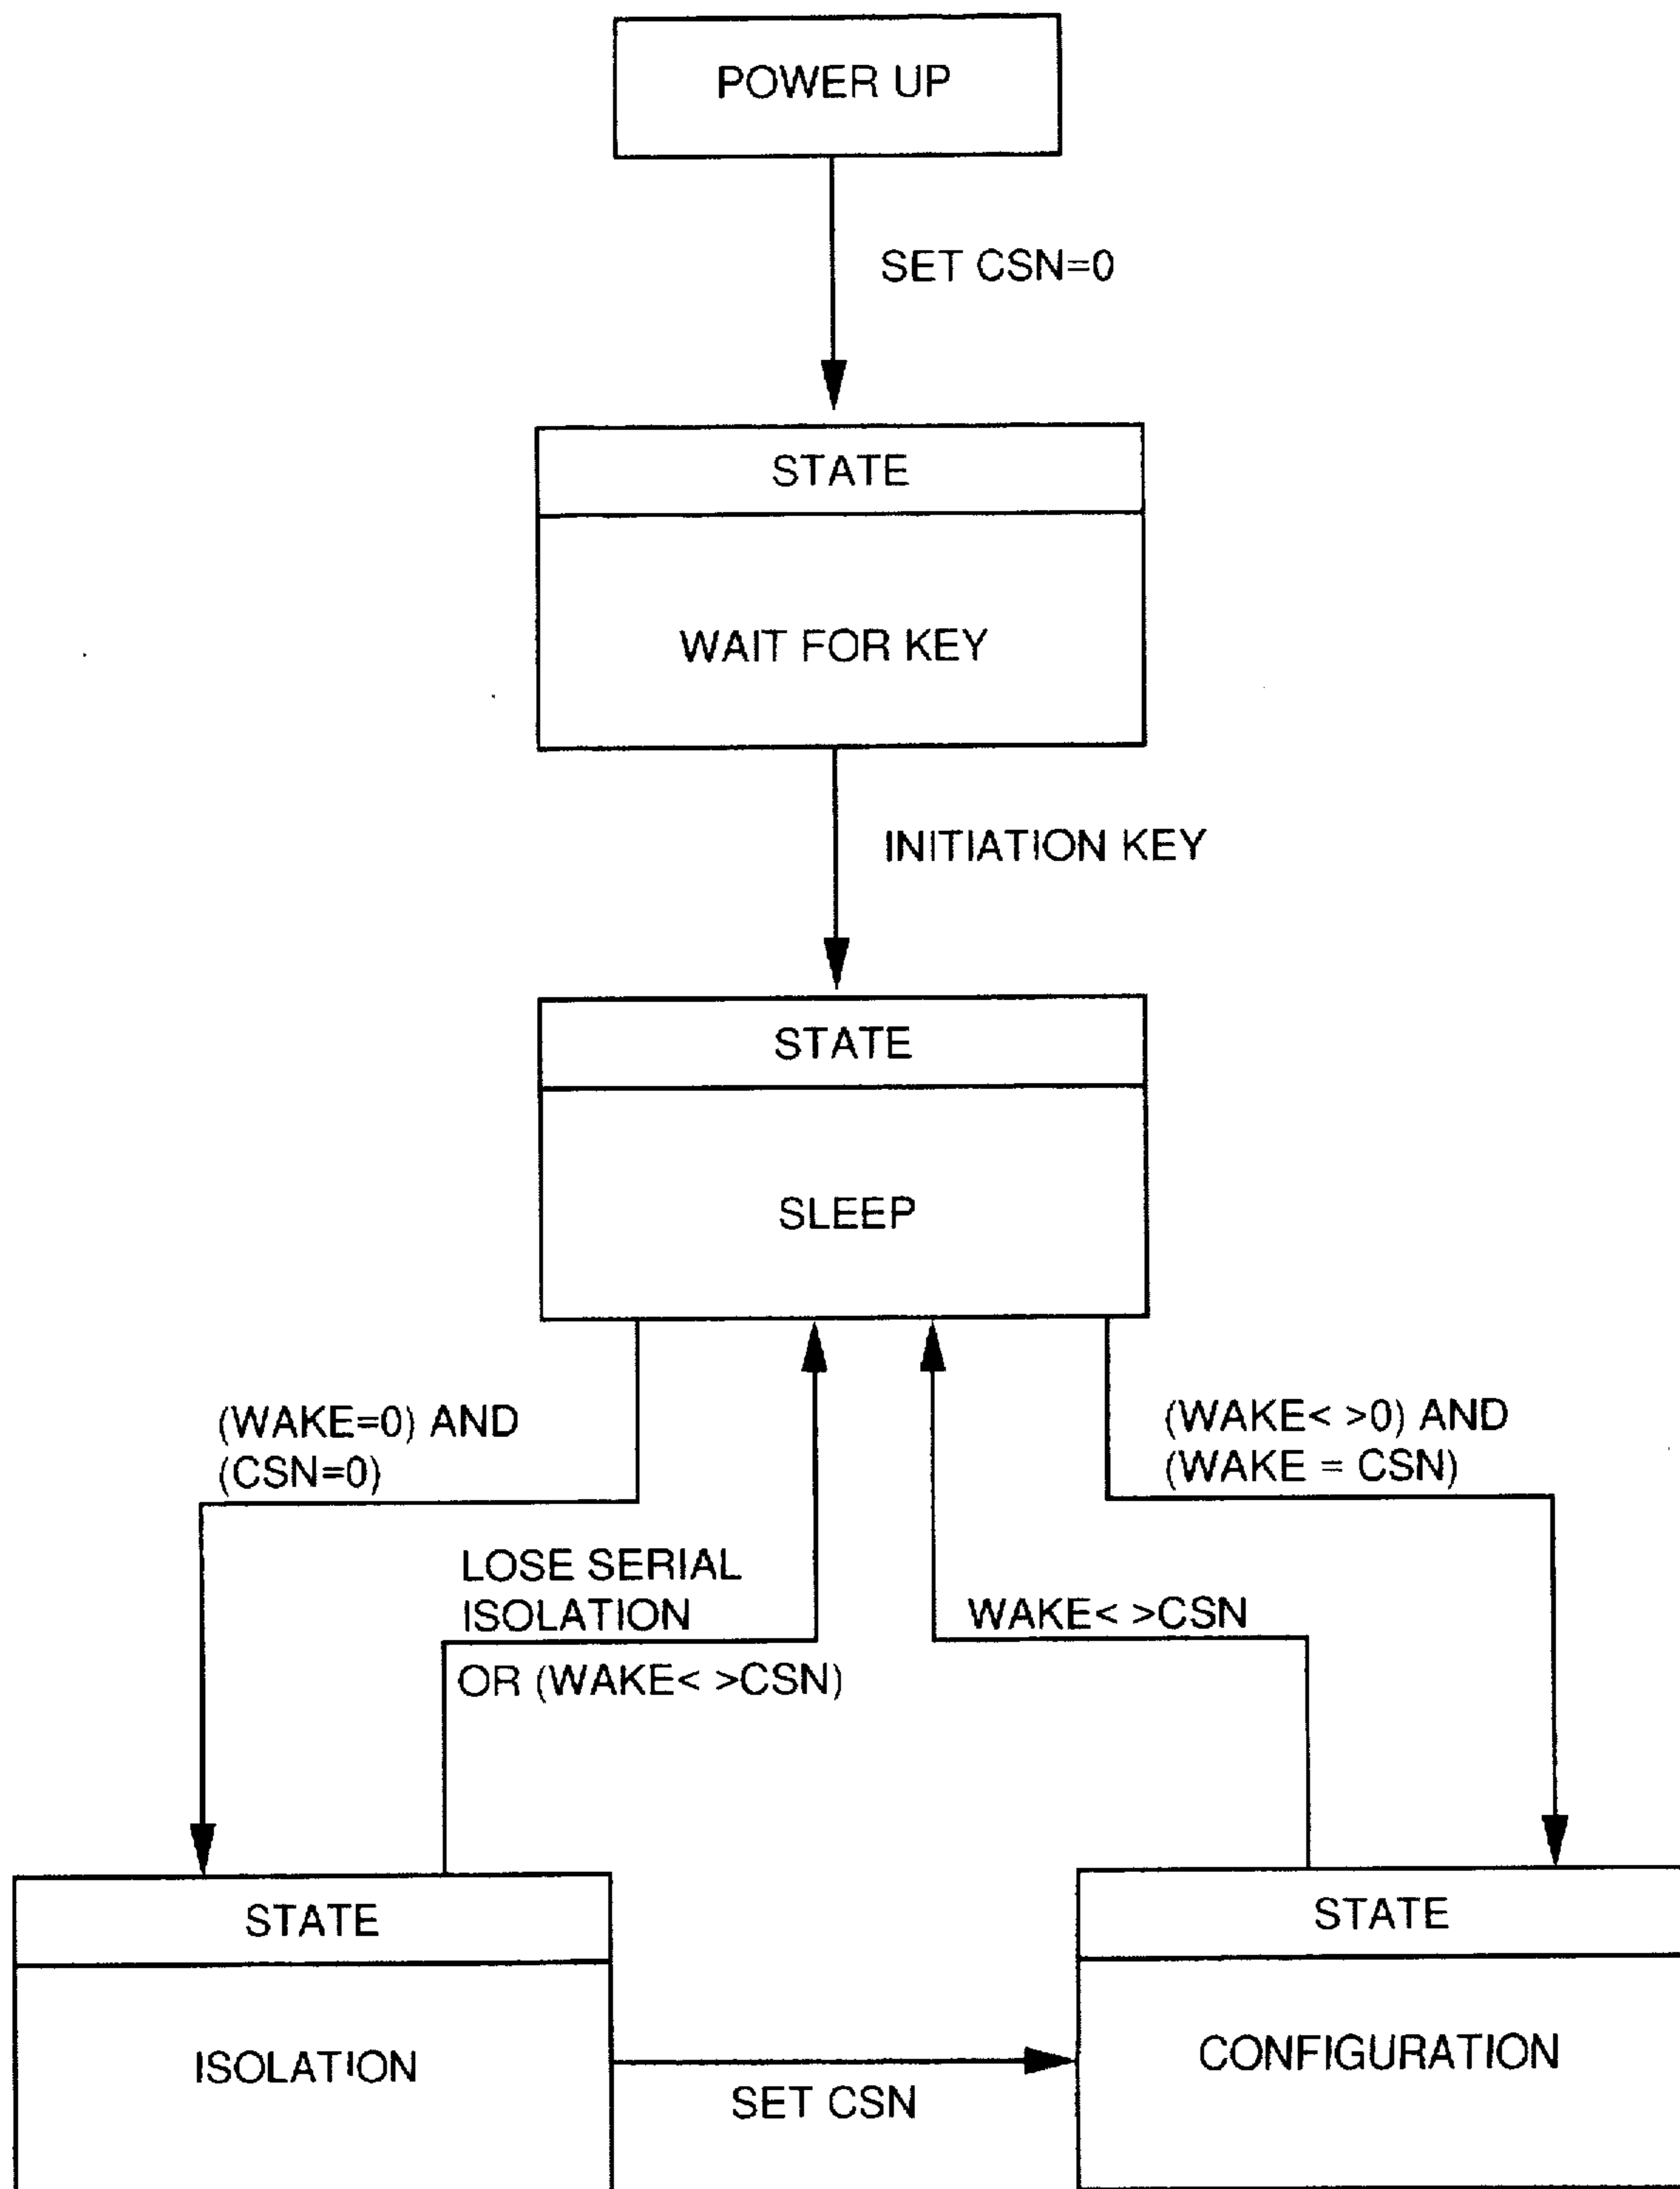 POWER UP
SET CSN=0
STATE
WAIT FOR KEY
INITIATION KEY
STATE
SLEEP
(WAKE=0) AND
(CSN=0)
(WAKE< >0) AND
(WAKE = CSN)
LOSE SERIAL
ISOLATION
OR (WAKE< >CSN)
WAKE< >CSN
STATE
ISOLATION
SET CSN
STATE
CONFIGURATION